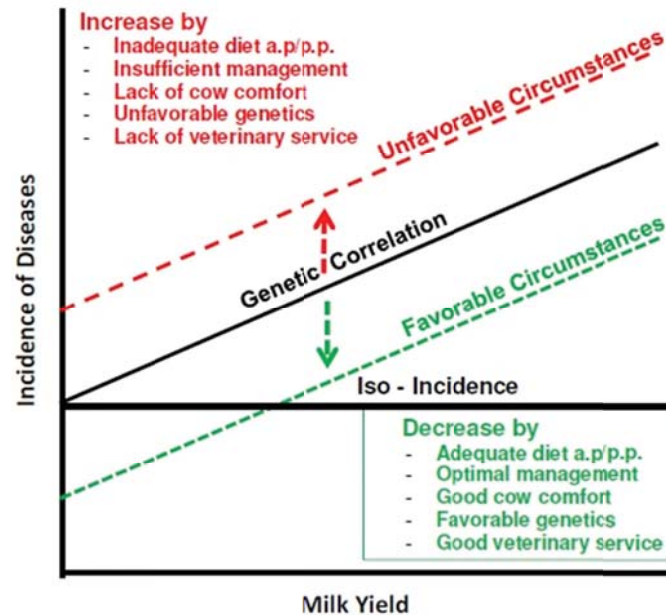 Increase by
- Inadequate diet a.p/p.p.
- Insufficient management
- Lack of cow comfort
- Unfavorable genetics
- Lack of veterinary service
Unfavorable Circumstances
Genetic Correlation
Favorable Circumstances
Iso - Incidence
Decrease by
- Adequate diet a.p/p.p.
- Optimal management
- Good cow comfort
- Favorable genetics
- Good veterinary service
Incidence of Diseases
Milk Yield